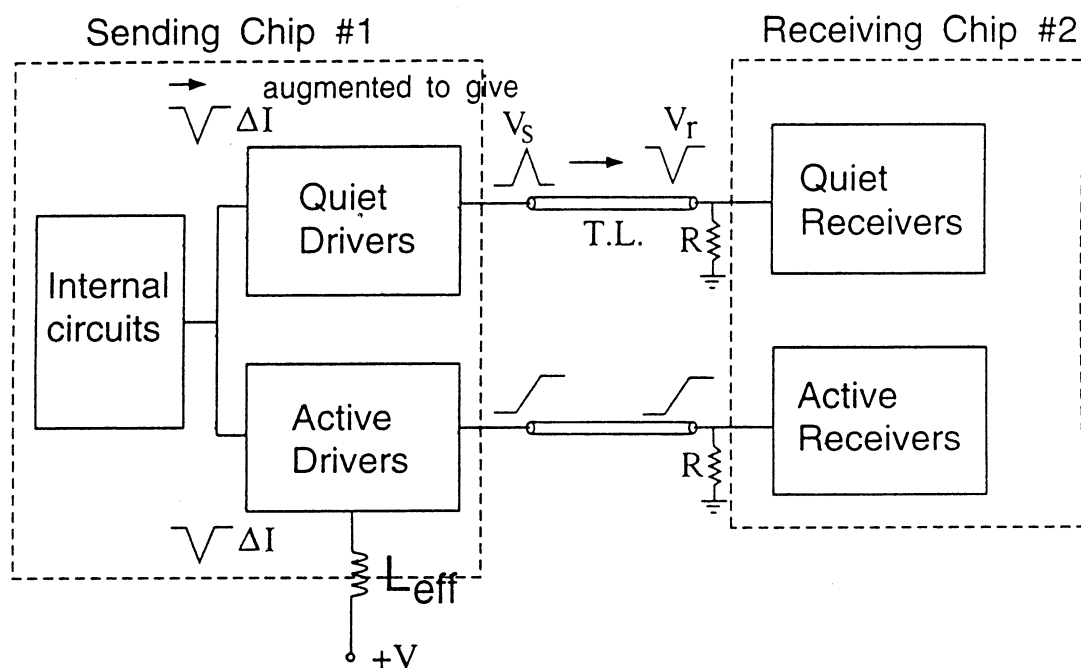 Sending Chip #1
Receiving Chip #2
augmented to give
ΔI
Vs
Vr
Quiet
Drivers
Quiet
Receivers
T.L.
R
Internal
circuits
Active
Drivers
Active
Receivers
R
ΔI
Leff
+V